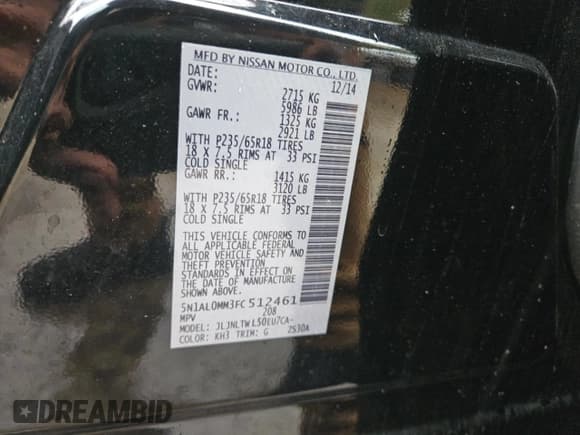 MFD BY NISSAN MOTOR CO., LTD.
DATE: 12/14
GVWR: 2715 KG
5986 LB
GAWR FR.: 1325 KG
2921 LB
WITH P235/65R18 TIRES
18 X 7.5 RIMS AT 33 PSI
COLD SINGLE
GAWR RR.: 1415 KG
3120 LB
WITH P235/65R18 TIRES
18 X 7.5 RIMS AT 33 PSI
COLD SINGLE
THIS VEHICLE CONFORMS TO
ALL APPLICABLE FEDERAL
MOTOR VEHICLE SAFETY AND
THEFT PREVENTION
STANDARDS IN EFFECT ON
THE DATE OF MANUFACTURE
SHOWN ABOVE.
5N1AL0MM3FC512461
MPV 208
MODEL: JLJNLTWL50EU7CA-
COLOR: KH3 TRIM: G 2S30A
DREAMBID